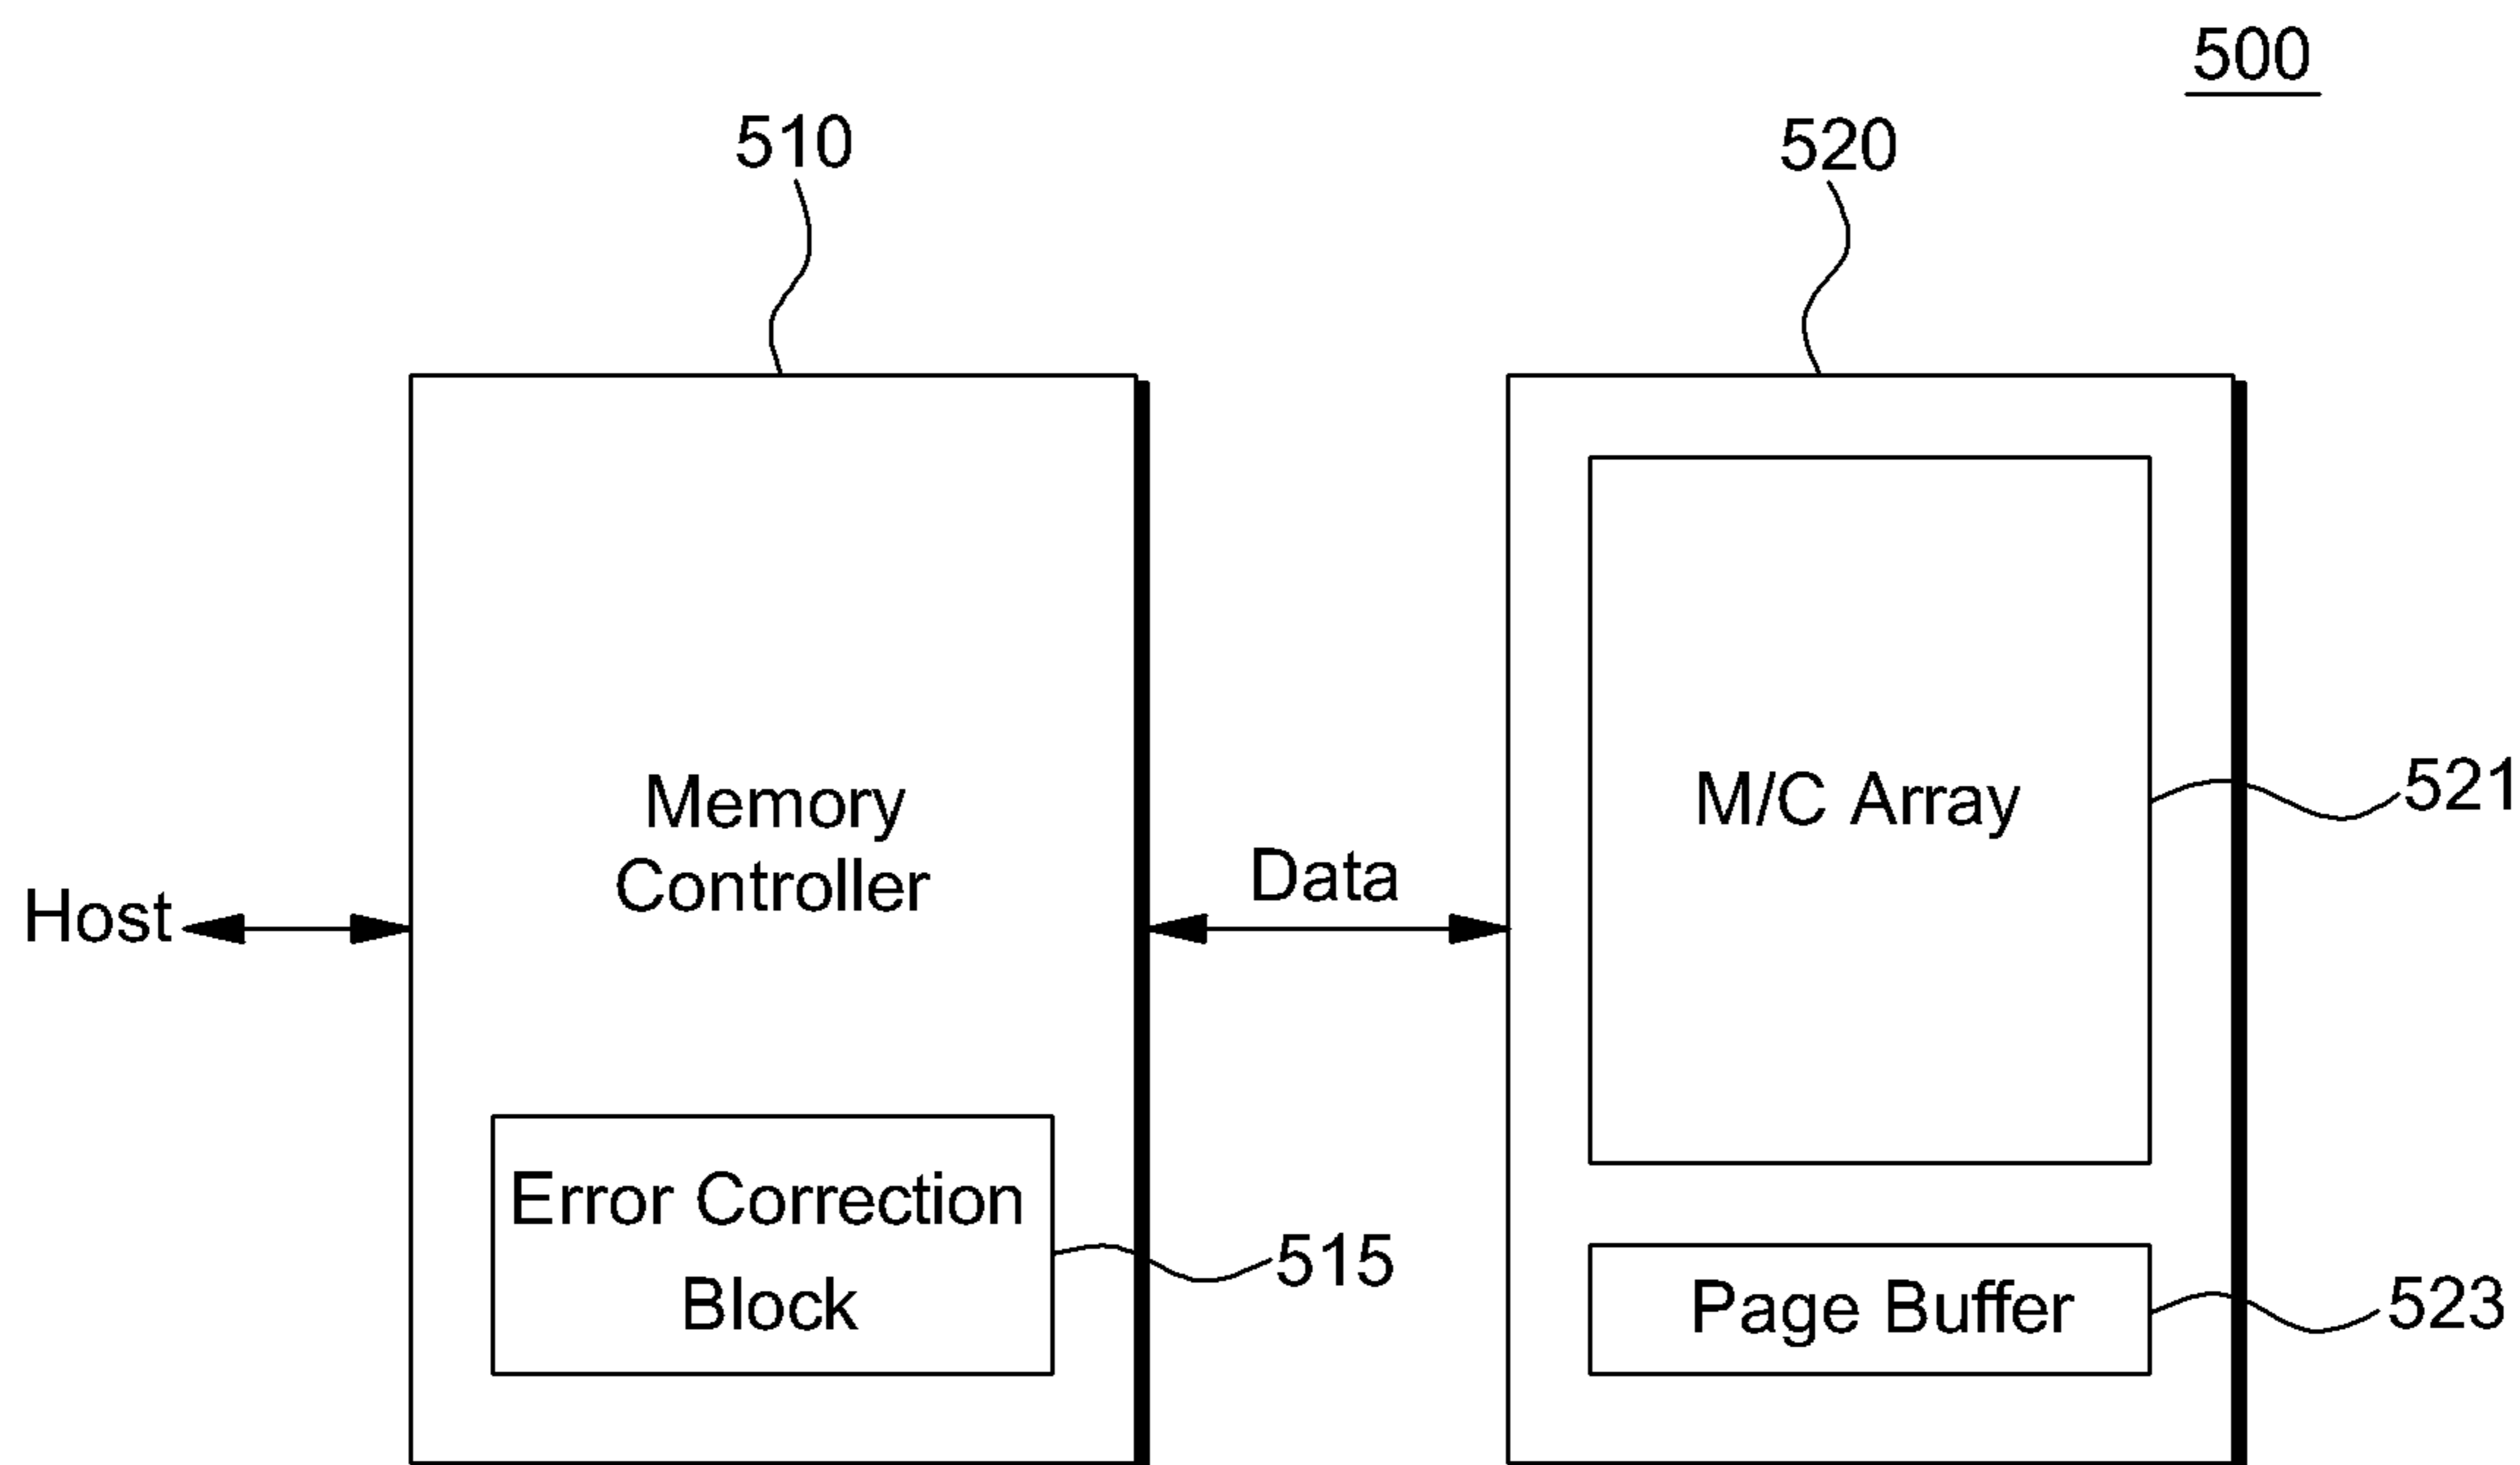 500
510
520
Memory
Controller
M/C Array
521
Host
Data
Error Correction
Block
515
Page Buffer
523